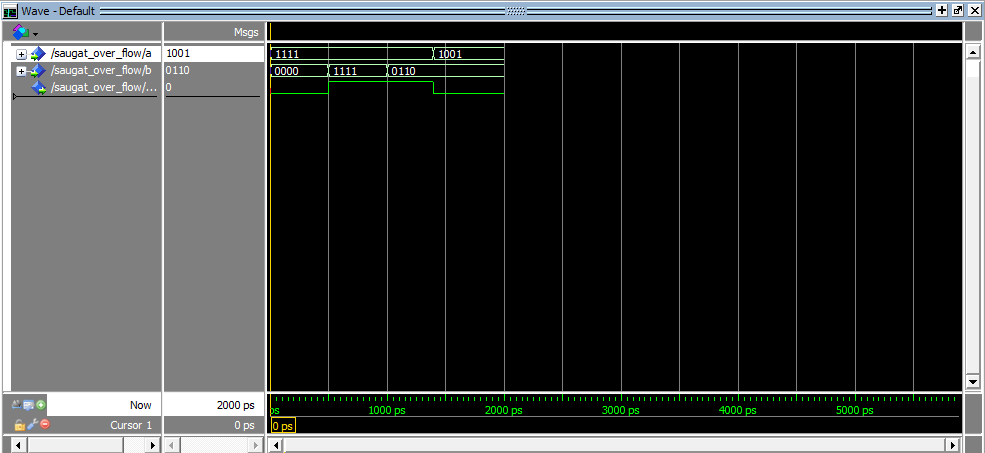 Wave - Default
Msgs
/saugat_over_flow/a 1001 1111 1001
/saugat_over_flow/b 0110 0000 1111 0110
/saugat_over_flow/... 0
Now 2000 ps ps 1000 ps 2000 ps 3000 ps 4000 ps 5000 ps
Cursor 1 0 ps 0 ps